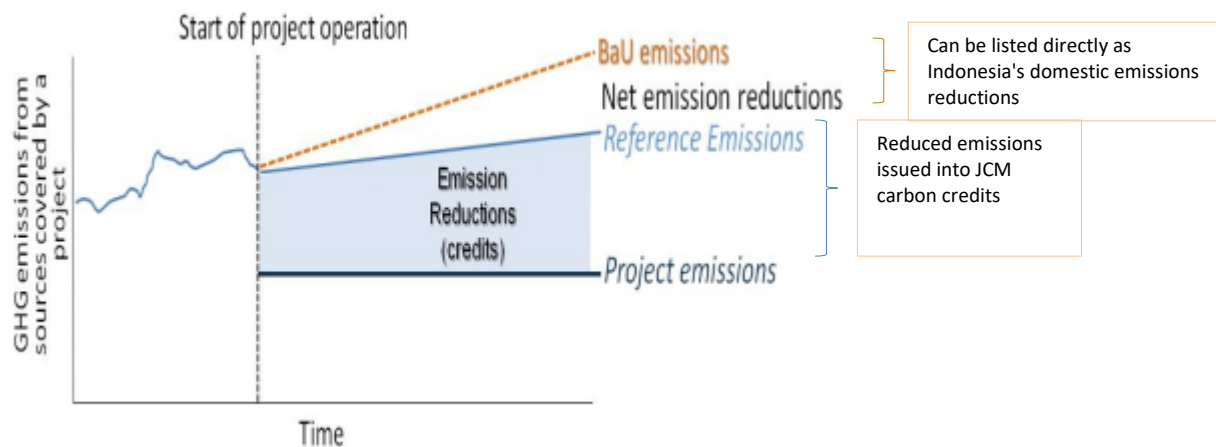 Start of project operation
BaU emissions
Can be listed directly as
Indonesia's domestic emissions
reductions
Net emission reductions
Reference Emissions
Reduced emissions
issued into JCM
carbon credits
Emission
Reductions
(credits)
Project emissions
GHG emissions from
sources covered by a
project
Time